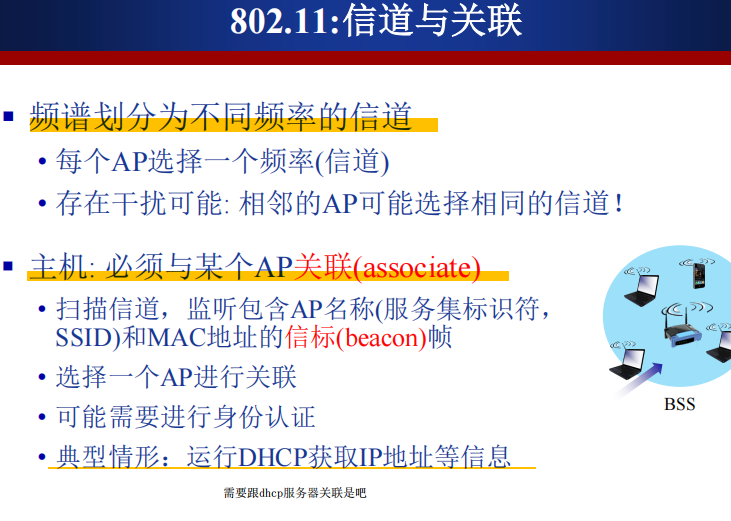 802.11:信道与关联
▪ 频谱划分为不同频率的信道
• 每个AP选择一个频率(信道)
• 存在干扰可能: 相邻的AP可能选择相同的信道!
▪ 主机: 必须与某个AP关联(associate)
• 扫描信道，监听包含AP名称(服务集标识符，
SSID)和MAC地址的信标(beacon)帧
• 选择一个AP进行关联
• 可能需要进行身份认证
• 典型情形：运行DHCP获取IP地址等信息
BSS
需要跟dhcp服务器关联是吧